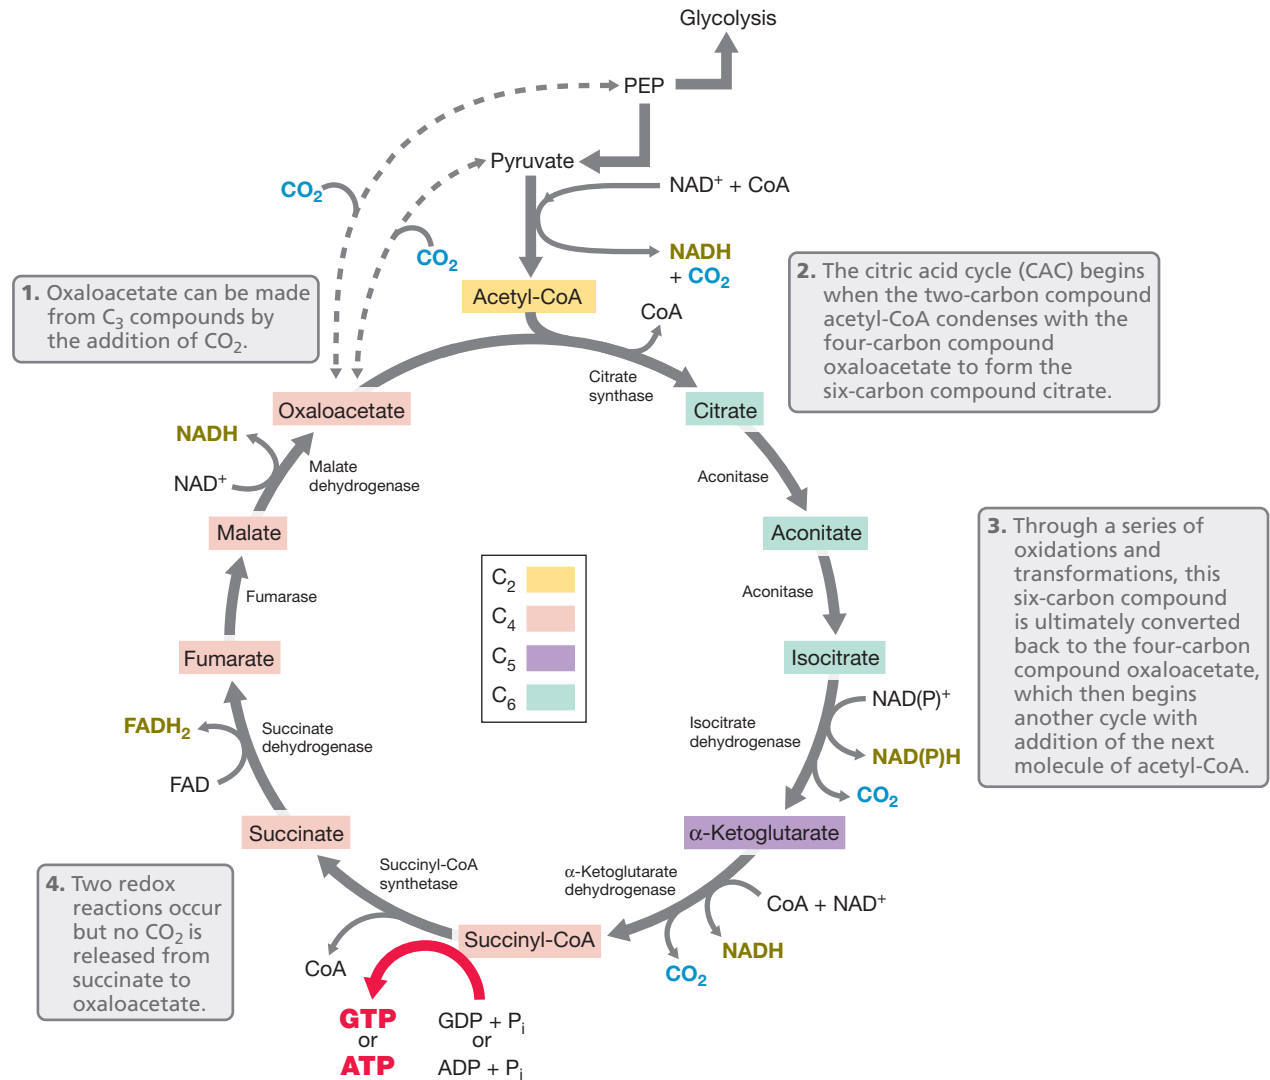 Glycolysis
PEP
Pyruvate
CO₂
NAD⁺ + CoA
CO₂
NADH
+ CO₂
Acetyl-CoA
CoA
1. Oxaloacetate can be made
from C₃ compounds by
the addition of CO₂.
2. The citric acid cycle (CAC) begins
when the two-carbon compound
acetyl-CoA condenses with the
four-carbon compound
oxaloacetate to form the
six-carbon compound citrate.
Citrate
synthase
Oxaloacetate
Citrate
NADH
NAD⁺
Malate
dehydrogenase
Aconitase
Malate
Aconitate
3. Through a series of
oxidations and
transformations, this
six-carbon compound
is ultimately converted
back to the four-carbon
compound oxaloacetate,
which then begins
another cycle with
addition of the next
molecule of acetyl-CoA.
C₂
C₄
C₅
C₆
Fumarase
Aconitase
Fumarate
Isocitrate
NAD(P)⁺
Isocitrate
dehydrogenase
NAD(P)H
CO₂
FADH₂
Succinate
dehydrogenase
FAD
Succinate
α-Ketoglutarate
4. Two redox
reactions occur
but no CO₂ is
released from
succinate to
oxaloacetate.
Succinyl-CoA
synthetase
α-Ketoglutarate
dehydrogenase
CoA + NAD⁺
NADH
CO₂
Succinyl-CoA
CoA
GTP
or
ATP
GDP + Pᵢ
or
ADP + Pᵢ